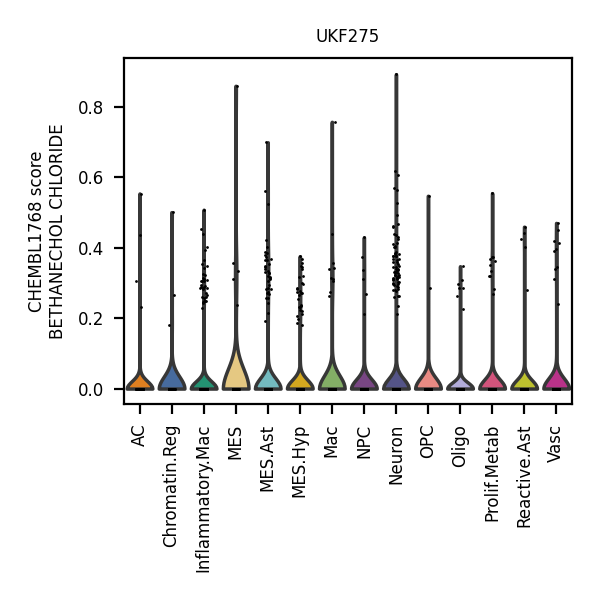 UKF275
CHEMBL1768 score
BETHANECHOL CHLORIDE
0.8
0.6
0.4
0.2
0.0
AC
Chromatin.Reg
Inflammatory.Mac
MES
MES.Ast
MES.Hyp
Mac
NPC
Neuron
OPC
Oligo
Prolif.Metab
Reactive.Ast
Vasc